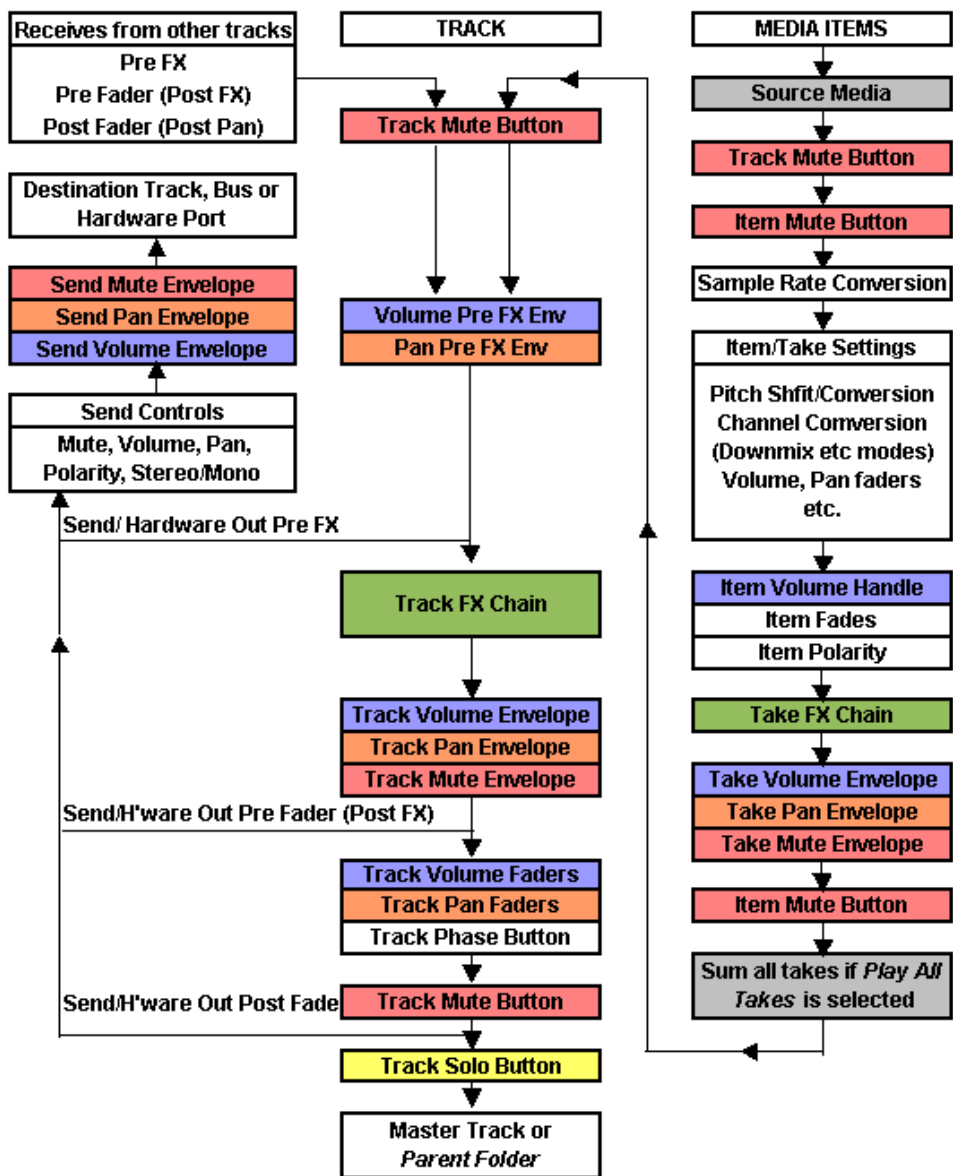 Receives from other tracks
Pre FX
Pre Fader (Post FX)
Post Fader (Post Pan)
Destination Track, Bus or
Hardware Port
Send Mute Envelope
Send Pan Envelope
Send Volume Envelope
Send Controls
Mute, Volume, Pan,
Polarity, Stereo/Mono
Send/ Hardware Out Pre FX
Send/H'ware Out Pre Fader (Post FX)
Send/H'ware Out Post Fade
TRACK
Track Mute Button
Volume Pre FX Env
Pan Pre FX Env
Track FX Chain
Track Volume Envelope
Track Pan Envelope
Track Mute Envelope
Track Volume Faders
Track Pan Faders
Track Phase Button
Track Mute Button
Track Solo Button
Master Track or
Parent Folder
MEDIA ITEMS
Source Media
Track Mute Button
Item Mute Button
Sample Rate Conversion
Item/Take Settings
Pitch Shfit/Conversion
Channel Comversion
(Downmix etc modes)
Volume, Pan faders
etc.
Item Volume Handle
Item Fades
Item Polarity
Take FX Chain
Take Volume Envelope
Take Pan Envelope
Take Mute Envelope
Item Mute Button
Sum all takes if Play All
Takes is selected